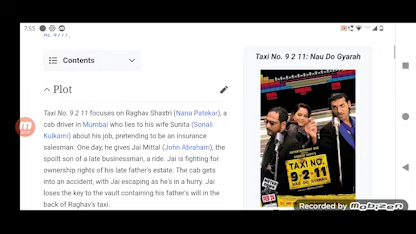 7:55
AL 4777.
Contents
Taxi No. 9 2 11: Nau Do Gyarah
Plot
Taxi No. 9 2 11 focuses on Raghav Shastri (Nana Patekar), a
cab driver in Mumbai who lies to his wife Sunita (Sonali
Kulkarni) about his job, pretending to be an insurance
salesman. One day, he gives Jai Mittal (John Abraham), the
spoilt son of a late businessman, a ride. Jai is fighting for
ownership rights of his late father's estate. The cab gets
into an accident, with Jai escaping as he's in a hurry. Jai
loses the key to the vault containing his father's will in the
back of Raghav's taxi.
TAXI NO.
9·2·11
Recorded by
Mobizen